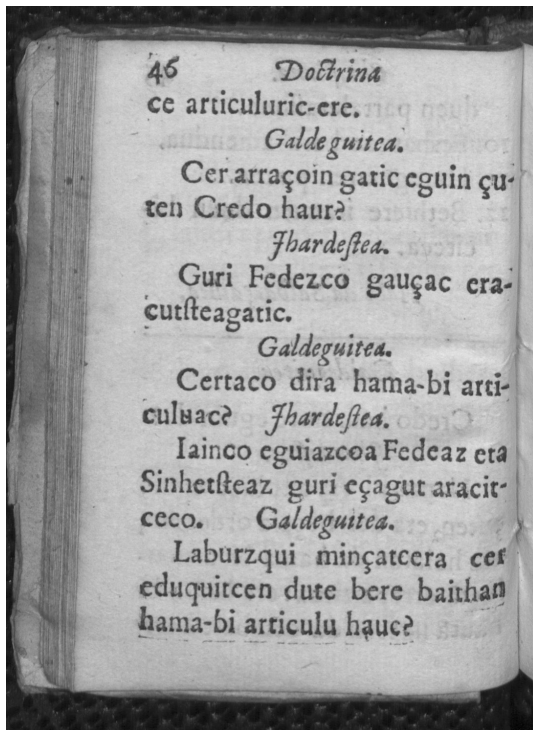 46 Doctrina
ce articuluric-ere.
Galdeguitea.
Cer arraçoin gatic eguin çu-
ten Credo haur?
Jhardeſtea.
Guri Fedezco gauçac era-
cutſteagatic.
Galdeguitea.
Certaco dira hama-bi arti-
culuac? Jhardeſtea.
Iainco eguiazcoa Fedeaz eta
Sinhetſteaz guri eçagut aracit-
ceco. Galdeguitea.
Laburzqui minçatcera cer
eduquitcen dute bere baithan
hama-bi articulu hauc?